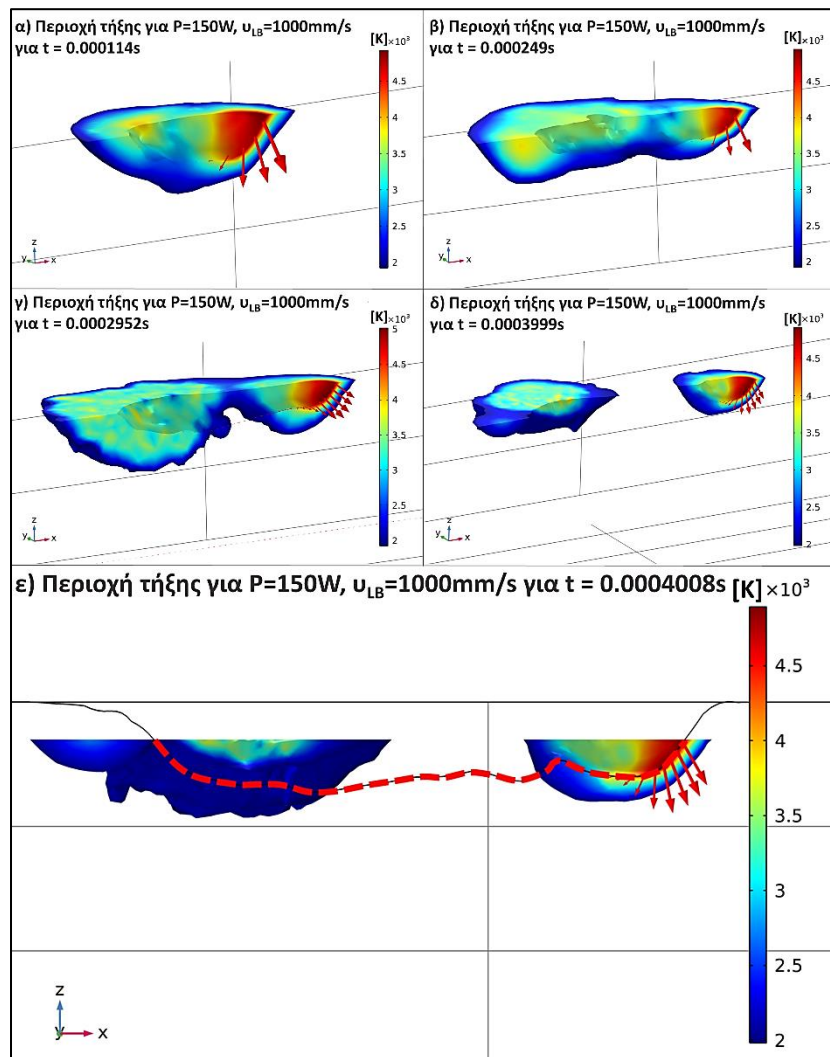 α) Περιοχή τήξης για P=150W, υLB=1000mm/s
για t = 0.000114s
[K]×10³
4.5
4
3.5
3
2.5
2
z
y
x
β) Περιοχή τήξης για P=150W, υLB=1000mm/s
για t = 0.000249s
[K]×10³
4.5
4
3.5
3
2.5
2
z
y
x
γ) Περιοχή τήξης για P=150W, υLB=1000mm/s
για t = 0.0002952s
[K]×10³
5
4.5
4
3.5
3
2.5
2
z
y
x
δ) Περιοχή τήξης για P=150W, υLB=1000mm/s
για t = 0.0003999s
[K]×10³
4.5
4
3.5
3
2.5
2
z
y
x
ε) Περιοχή τήξης για P=150W, υLB=1000mm/s για t = 0.0004008s [K]×10³
4.5
4
3.5
3
2.5
2
z
y
x